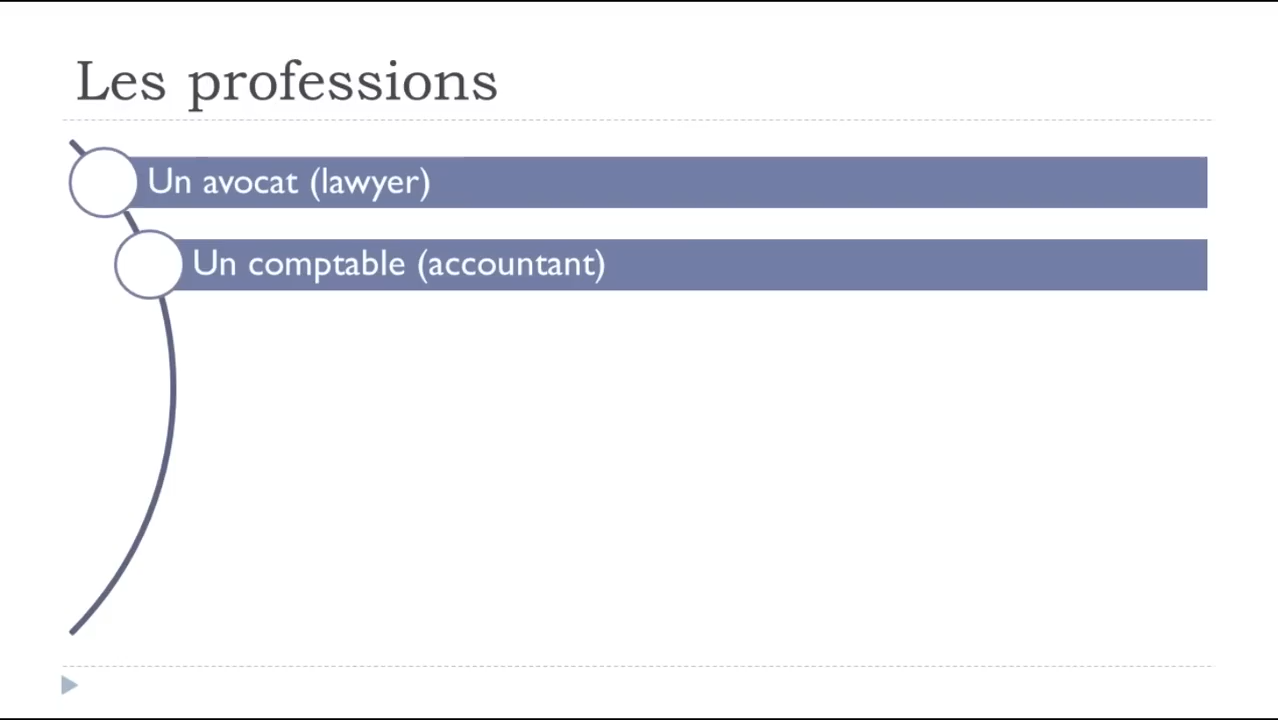 Les professions
Un avocat (lawyer)
Un comptable (accountant)